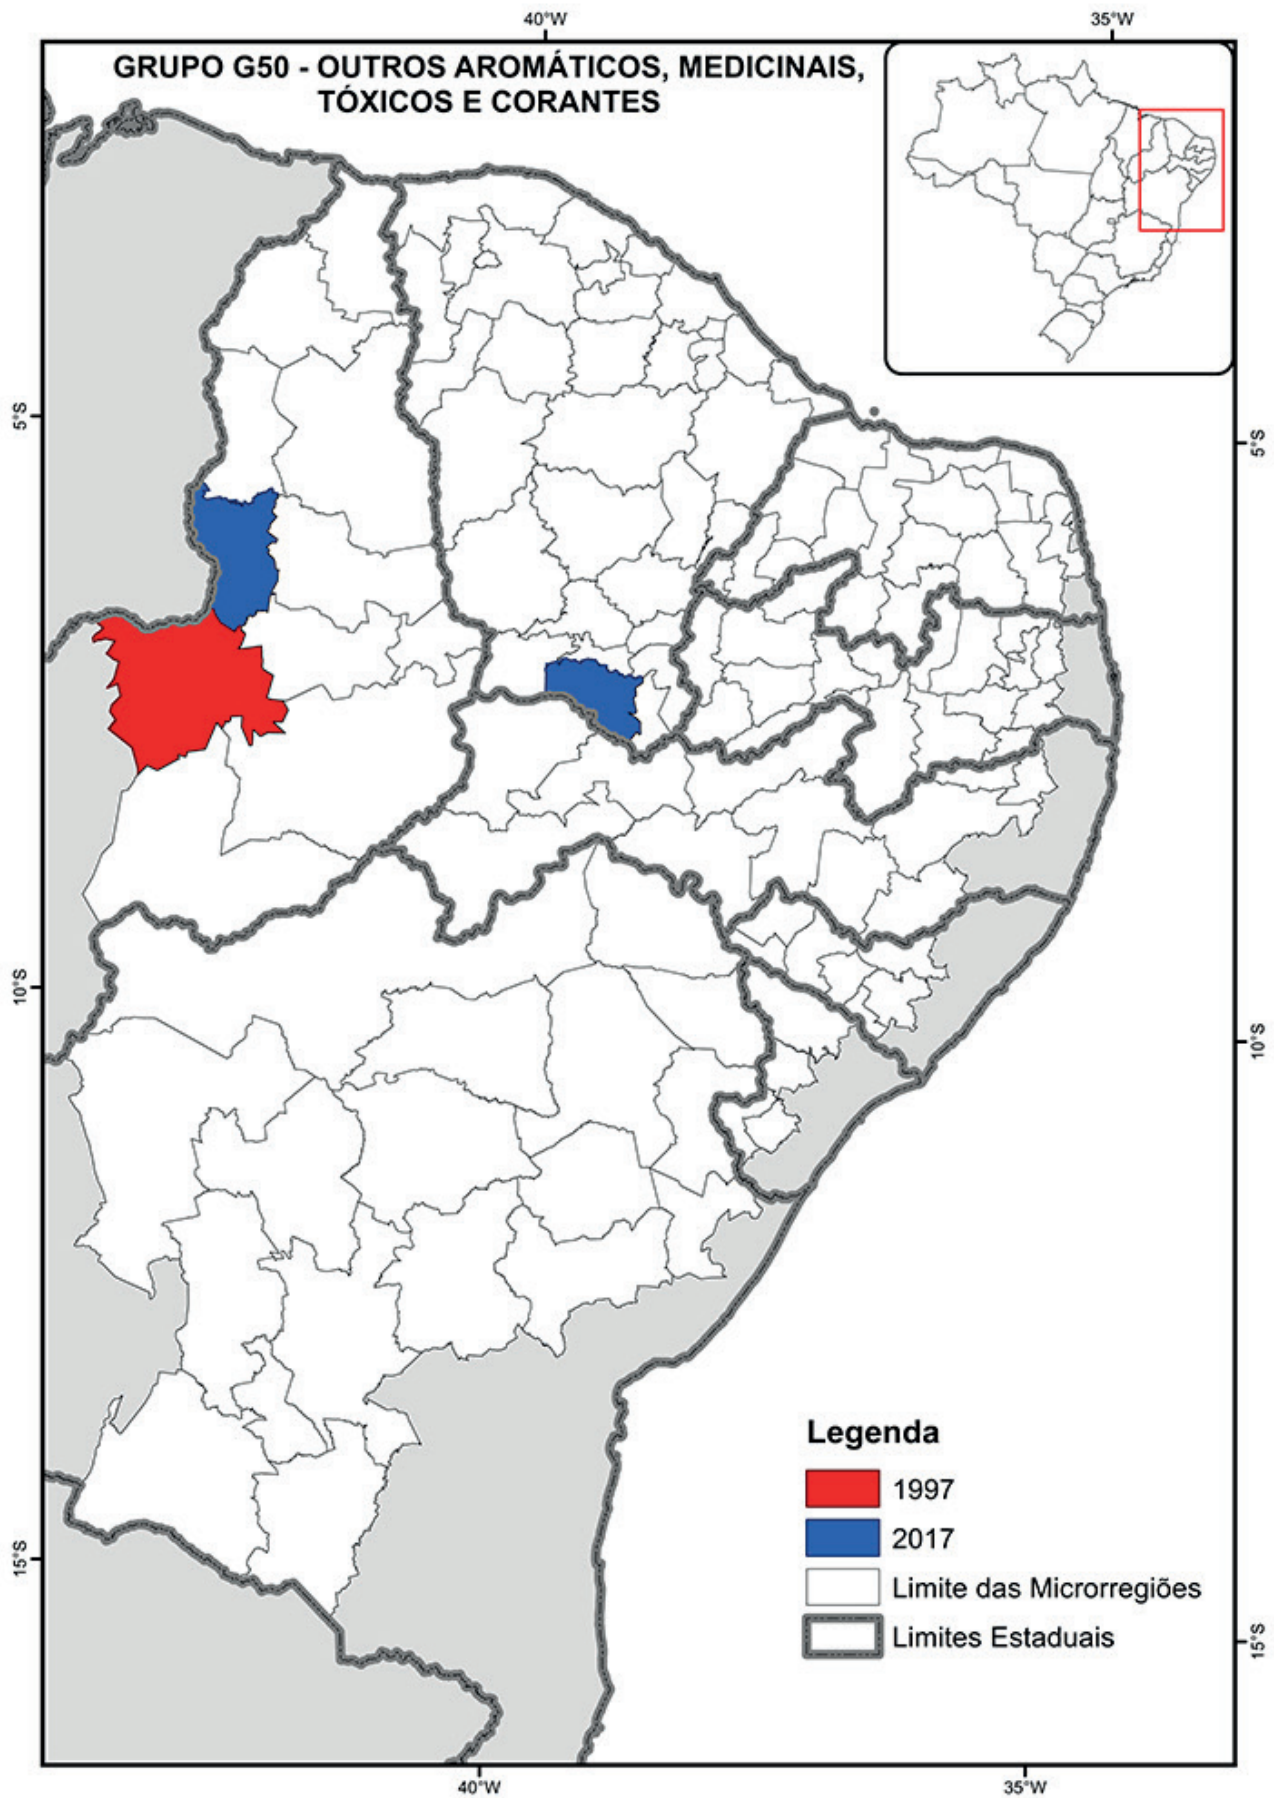 40°W
35°W
GRUPO G50 - OUTROS AROMÁTICOS, MEDICINAIS,
TÓXICOS E CORANTES
5°S
5°S
10°S
10°S
Legenda
1997
2017
Limite das Microrregiões
Limites Estaduais
15°S
15°S
40°W
35°W